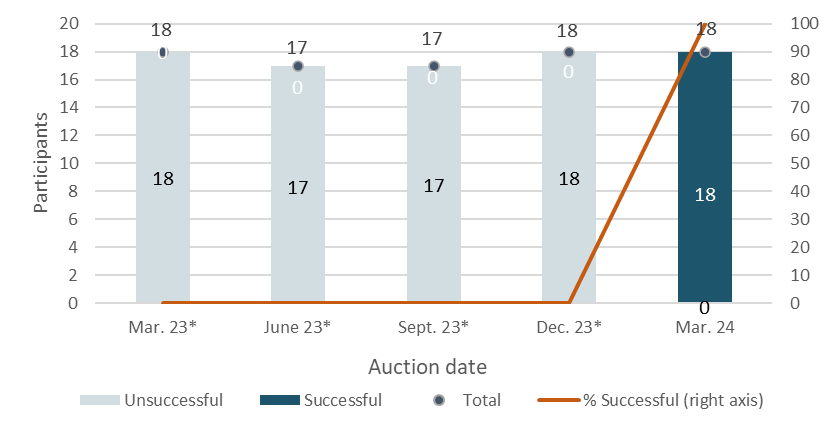 18 17 17 18 18
20 100
18 90
16 80
14 70
12 60
10 50
8 40
6 30
4 20
2 10
0 0
Participants
0 0 0 0
18 17 17 18 18
0
Mar. 23* June 23* Sept. 23* Dec. 23* Mar. 24
Auction date
Unsuccessful Successful Total % Successful (right axis)